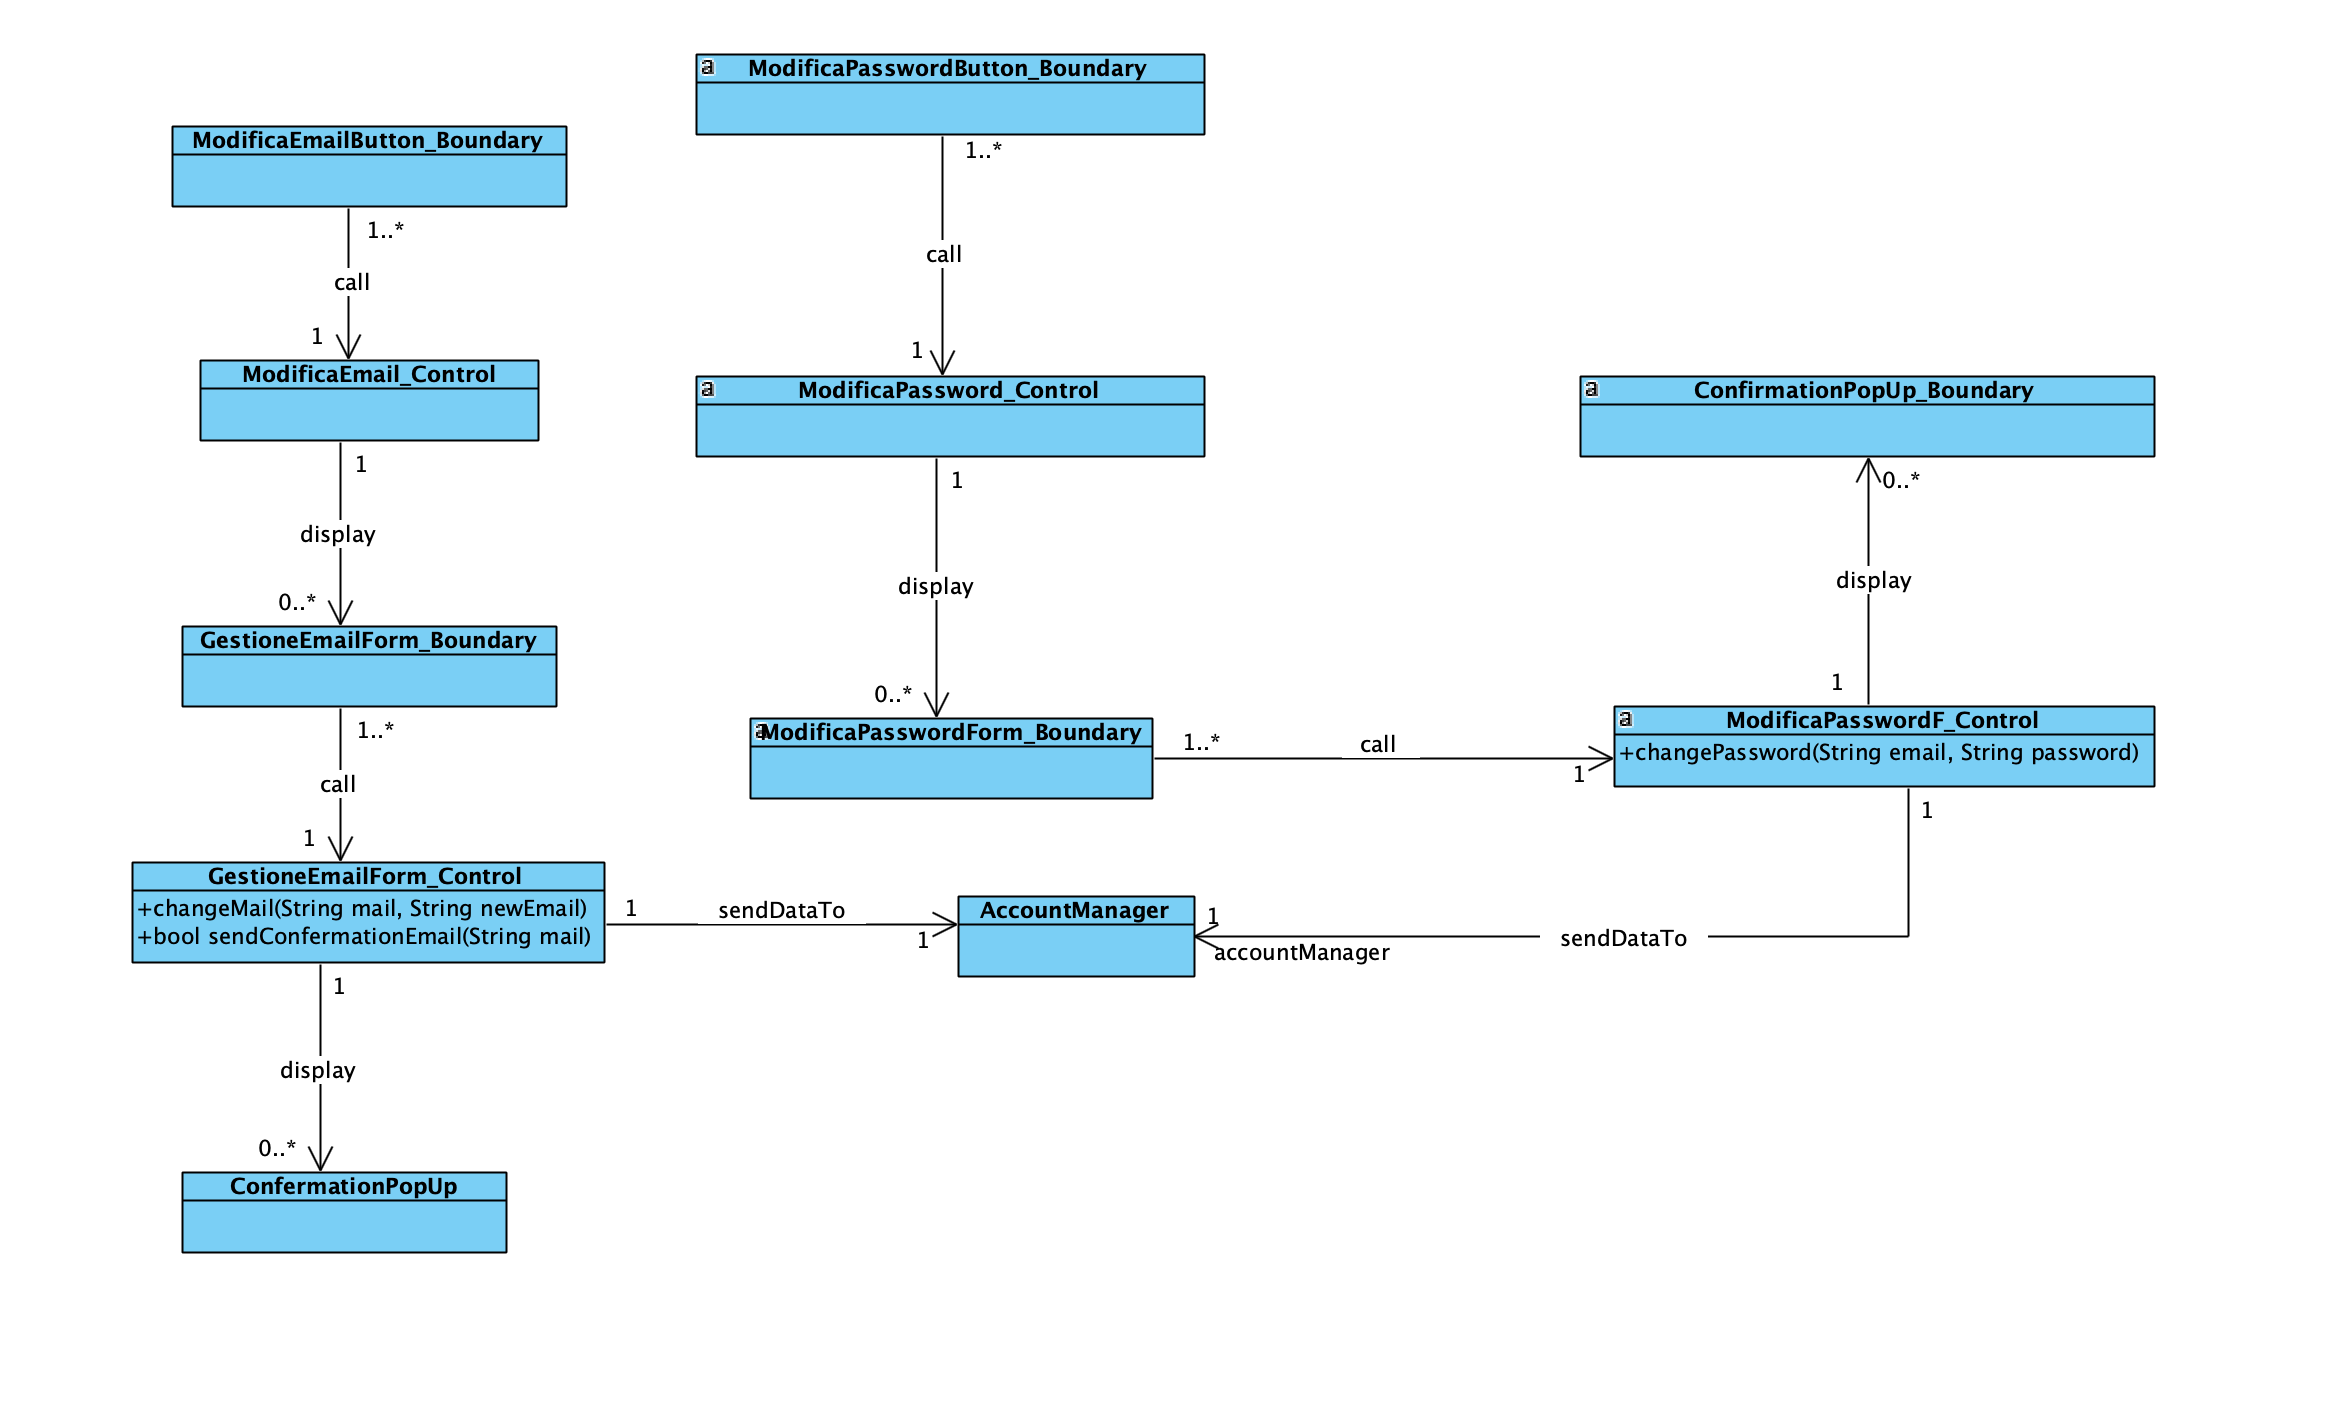 a ModificaPasswordButton_Boundary
ModificaEmailButton_Boundary
1..*
1..*
call
call
1
1
ModificaEmail_Control
a ModificaPassword_Control
a ConfirmationPopUp_Boundary
1
1
0..*
display
display
display
0..*
GestioneEmailForm_Boundary
0..*
1
a ModificaPasswordForm_Boundary
a ModificaPasswordF_Control
+changePassword(String email, String password)
1..*
1..*
call
1
call
1
1
GestioneEmailForm_Control
+changeMail(String mail, String newEmail)
+bool sendConfermationEmail(String mail)
1
sendDataTo
1
AccountManager
1
accountManager
sendDataTo
1
display
0..*
ConfermationPopUp